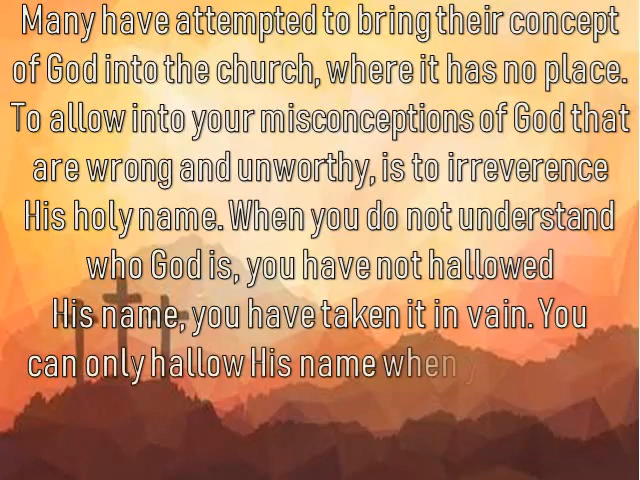 Many have attempted to bring their concept
of God into the church, where it has no place.
To allow into your misconceptions of God that
are wrong and unworthy, is to irreverence
His holy name. When you do not understand
who God is, you have not hallowed
His name, you have taken it in vain. You
can only hallow His name when